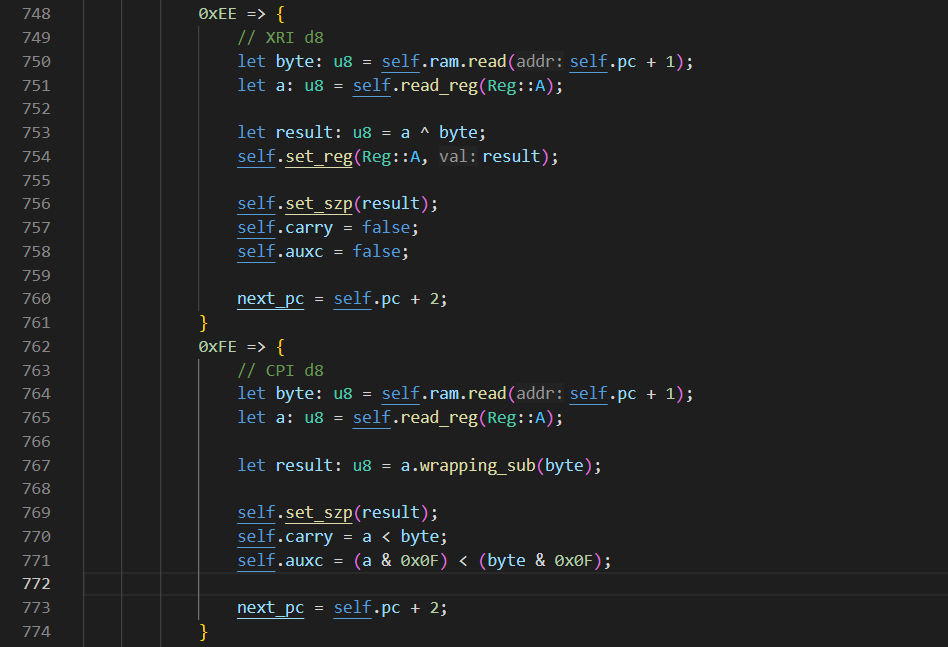 748 0xEE => {
749 // XRI d8
750 let byte: u8 = self.ram.read(addr: self.pc + 1);
751 let a: u8 = self.read_reg(Reg::A);
752
753 let result: u8 = a ^ byte;
754 self.set_reg(Reg::A, val: result);
755
756 self.set_szp(result);
757 self.carry = false;
758 self.auxc = false;
759
760 next_pc = self.pc + 2;
761 }
762 0xFE => {
763 // CPI d8
764 let byte: u8 = self.ram.read(addr: self.pc + 1);
765 let a: u8 = self.read_reg(Reg::A);
766
767 let result: u8 = a.wrapping_sub(byte);
768
769 self.set_szp(result);
770 self.carry = a < byte;
771 self.auxc = (a & 0x0F) < (byte & 0x0F);
772
773 next_pc = self.pc + 2;
774 }